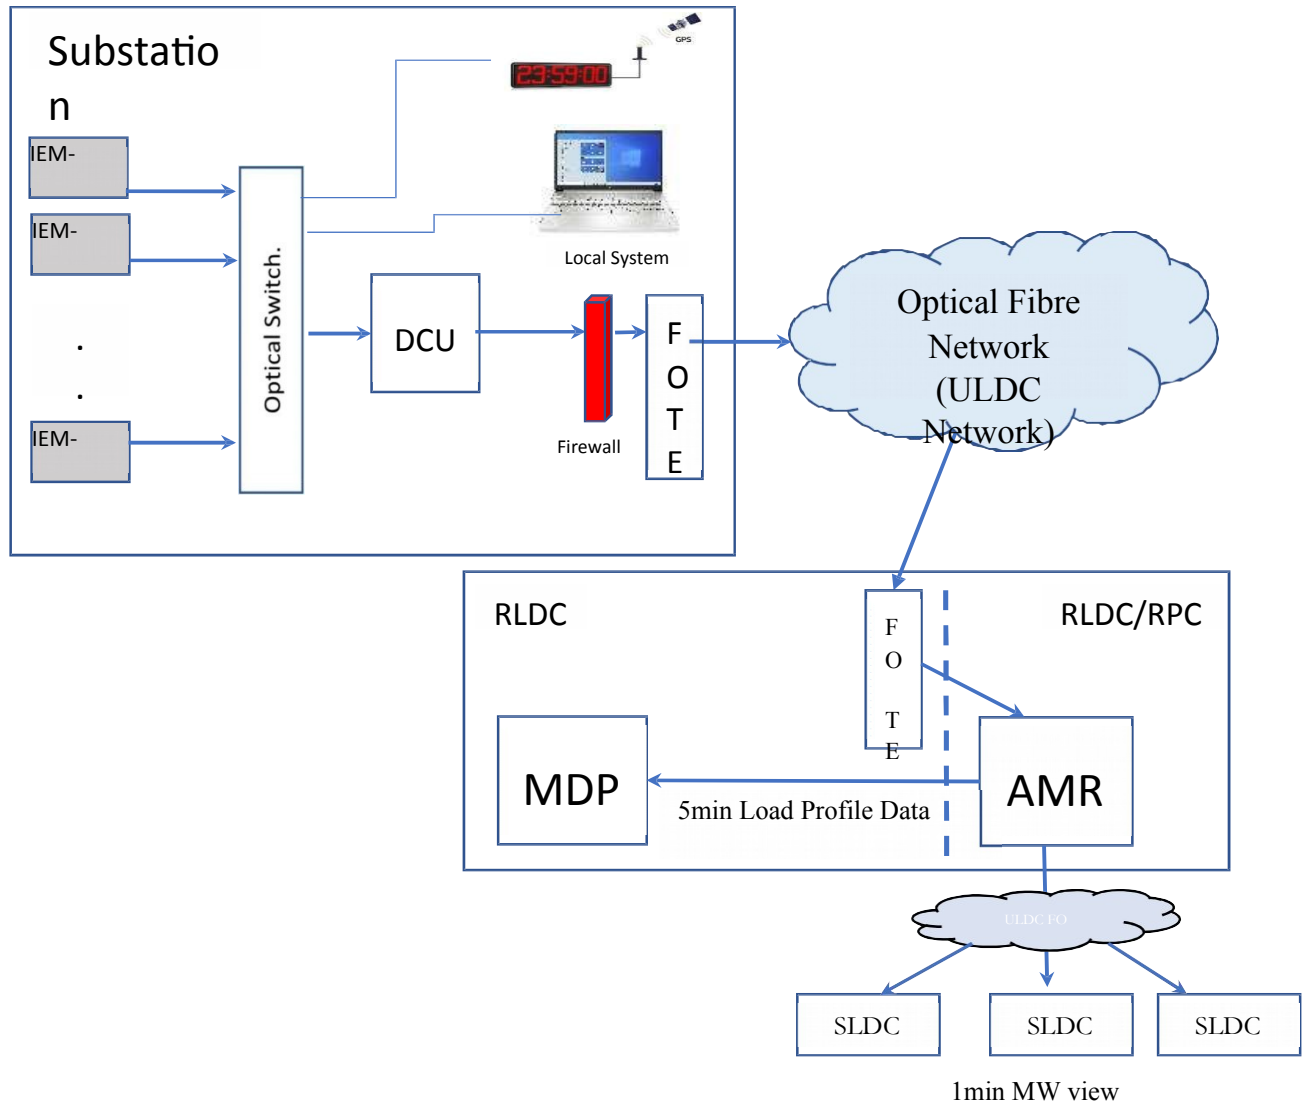 Substatio
n
GPS
23:59:00
IEM-
IEM-
.
.
IEM-
Optical Switch.
Local System
DCU
Firewall
F
O
T
E
Optical Fibre
Network
(ULDC
Network)
RLDC
RLDC/RPC
F
O
T
E
MDP
AMR
5min Load Profile Data
ULDC FO
SLDC
SLDC
SLDC
1min MW view